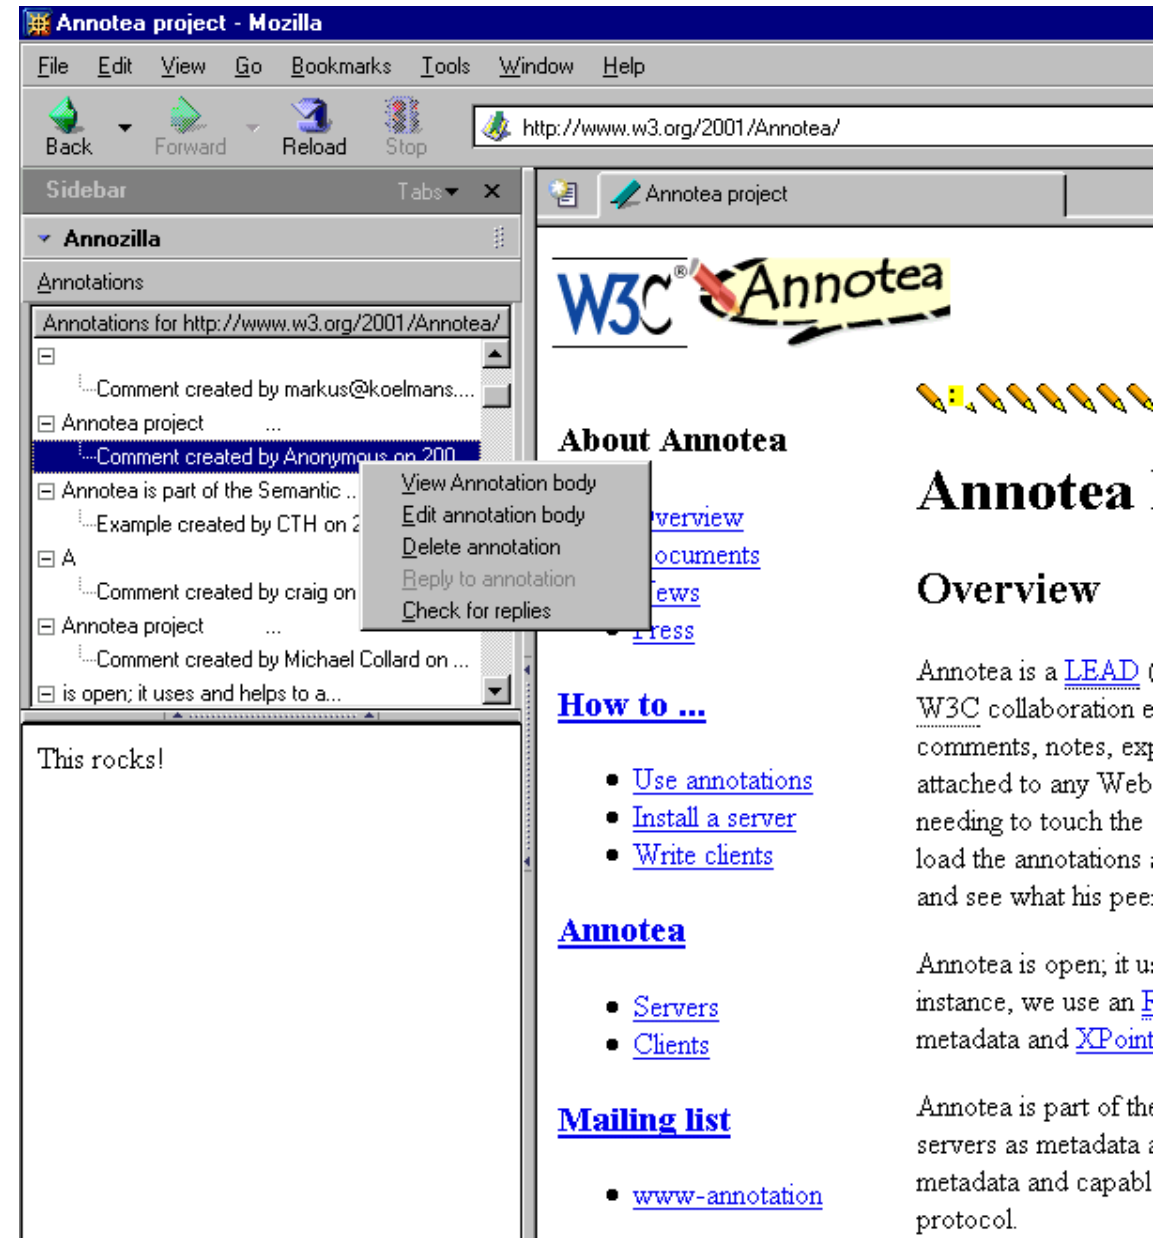 Annotea project - Mozilla
File Edit View Go Bookmarks Tools Window Help
Back Forward Reload Stop
http://www.w3.org/2001/Annotea/
Sidebar Tabs
Annotea project
Annozilla
Annotations
Annotations for http://www.w3.org/2001/Annotea/
Comment created by markus@koelmans....
Annotea project ...
Comment created by Anonymous on 200
Annotea is part of the Semantic ..
Example created by CTH on 2
A
Comment created by craig on
Annotea project ...
Comment created by Michael Collard on ...
is open; it uses and helps to a...
View Annotation body
Edit annotation body
Delete annotation
Reply to annotation
Check for replies
This rocks!
W3C® Annotea
About Annotea
Overview
Documents
News
Press
How to ...
Use annotations
Install a server
Write clients
Annotea
Servers
Clients
Mailing list
www-annotation
Annotea
Overview
Annotea is a LEAD (
W3C collaboration e
comments, notes, exp
attached to any Web
needing to touch the
load the annotations
and see what his pee
Annotea is open; it us
instance, we use an
metadata and XPoint
Annotea is part of the
servers as metadata
metadata and capabl
protocol.